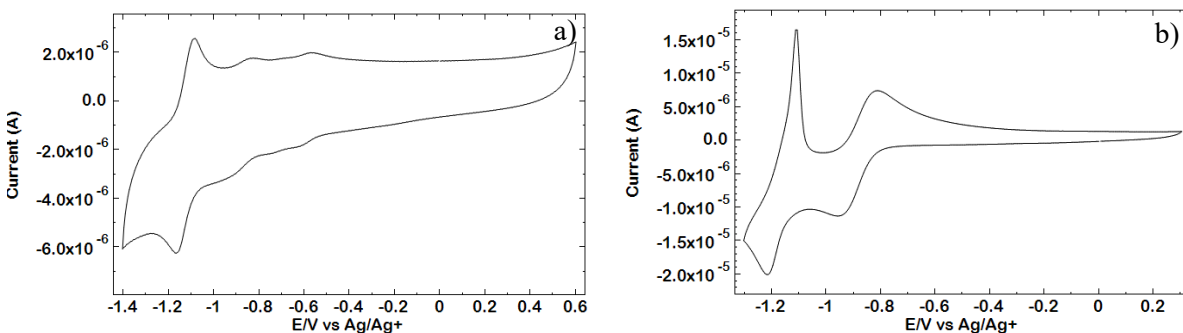 a)
2.0x10⁻⁶
0.0
-2.0x10⁻⁶
-4.0x10⁻⁶
-6.0x10⁻⁶
Current (A)
-1.4 -1.2 -1 -0.8 -0.6 -0.4 -0.2 0 0.2 0.4 0.6
E/V vs Ag/Ag+
b)
1.5x10⁻⁵
1.0x10⁻⁵
5.0x10⁻⁶
0.0
-5.0x10⁻⁶
-1.0x10⁻⁵
-1.5x10⁻⁵
-2.0x10⁻⁵
Current (A)
-1.2 -1 -0.8 -0.6 -0.4 -0.2 0 0.2
E/V vs Ag/Ag+